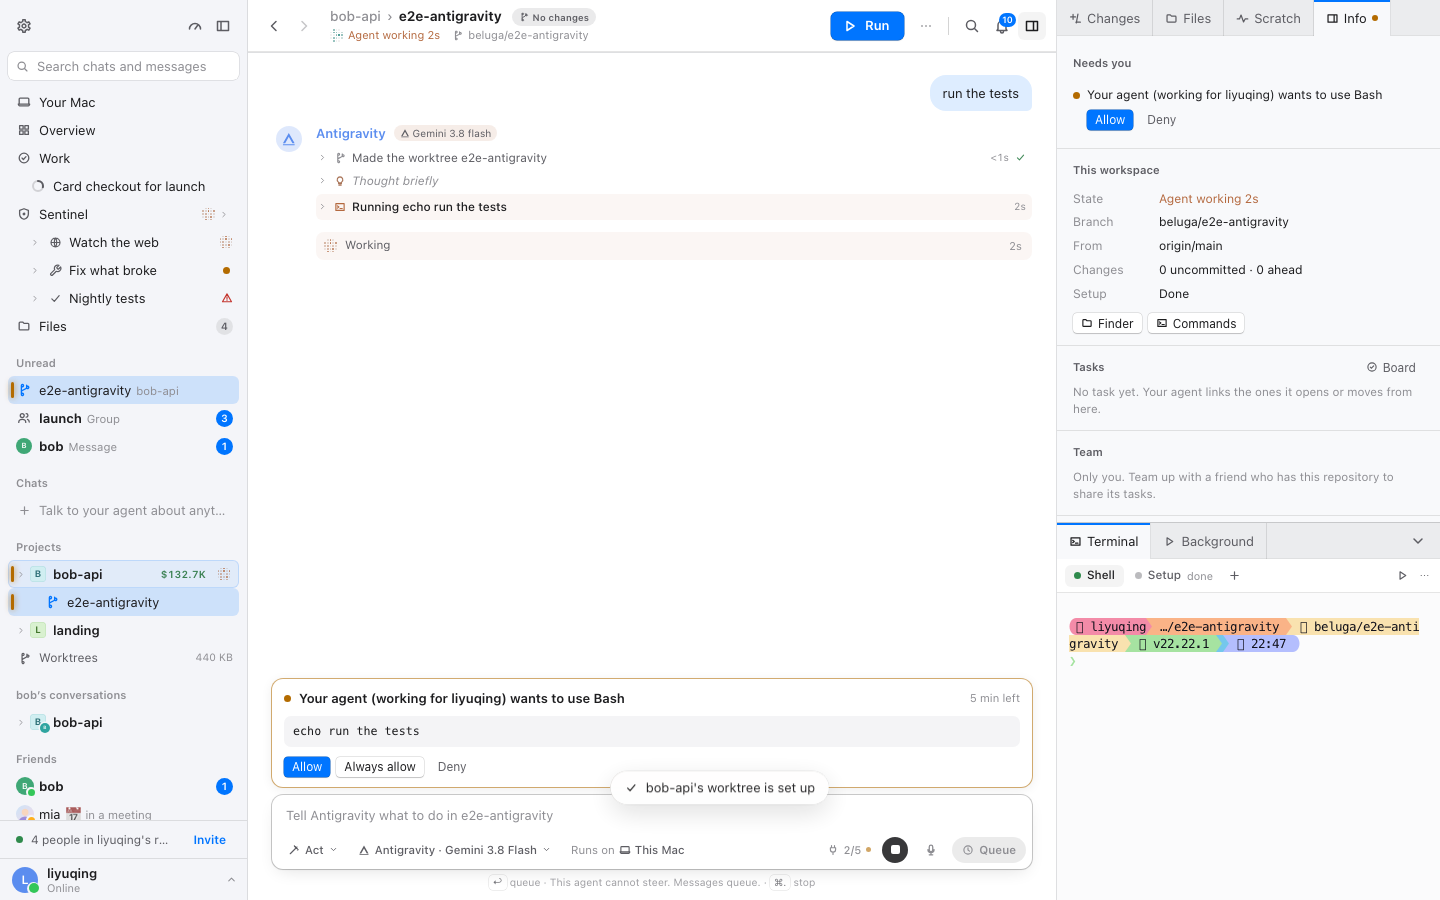 Search chats and messages
Your Mac
Overview
Work
Card checkout for launch
Sentinel
Watch the web
Fix what broke
Nightly tests
Files 4
Unread
e2e-antigravity bob-api
launch Group 3
B bob Message 1
Chats
Talk to your agent about anyt...
Projects
B bob-api $132.7K
e2e-antigravity
L landing
Worktrees 440 KB
bob's conversations
B bob-api
Friends
B bob 1
mia in a meeting
4 people in liyuqing's r... Invite
L liyuqing
Online
bob-api › e2e-antigravity No changes
Agent working 2s beluga/e2e-antigravity
Run
10
run the tests
Antigravity Gemini 3.8 flash
Made the worktree e2e-antigravity <1s
Thought briefly
Running echo run the tests 2s
Working 2s
Your agent (working for liyuqing) wants to use Bash 5 min left
echo run the tests
Allow Always allow Deny
bob-api's worktree is set up
Tell Antigravity what to do in e2e-antigravity
Act Antigravity · Gemini 3.8 Flash Runs on This Mac 2/5 Queue
↩ queue · This agent cannot steer. Messages queue. · ⌘. stop
Changes Files Scratch Info
Needs you
Your agent (working for liyuqing) wants to use Bash
Allow Deny
This workspace
State Agent working 2s
Branch beluga/e2e-antigravity
From origin/main
Changes 0 uncommitted · 0 ahead
Setup Done
Finder Commands
Tasks Board
No task yet. Your agent links the ones it opens or moves from
here.
Team
Only you. Team up with a friend who has this repository to
share its tasks.
Terminal Background
Shell Setup done
liyuqing …/e2e-antigravity beluga/e2e-anti
gravity v22.22.1 22:47
❯